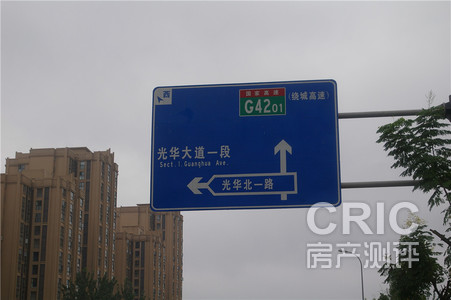 西
国家高速
G4201
(绕城高速)
光华大道一段
Sect.1.Guanghua Ave.
光华北一路
CRIC
房产测评